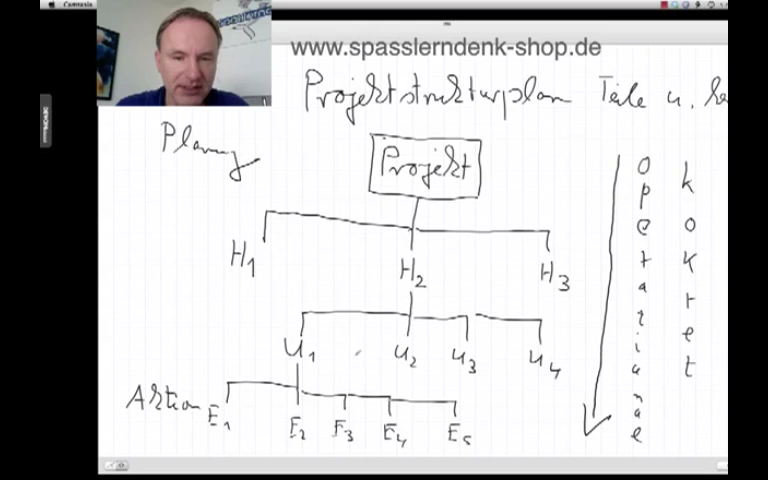 Camtasia
www.spasslerndenk-shop.de
Projektstrukturplan Teile u.
Planung
Projekt
H1 H2 H3
U1 U2 U3 U4
Aktion E1 E2 E3 E4 E5